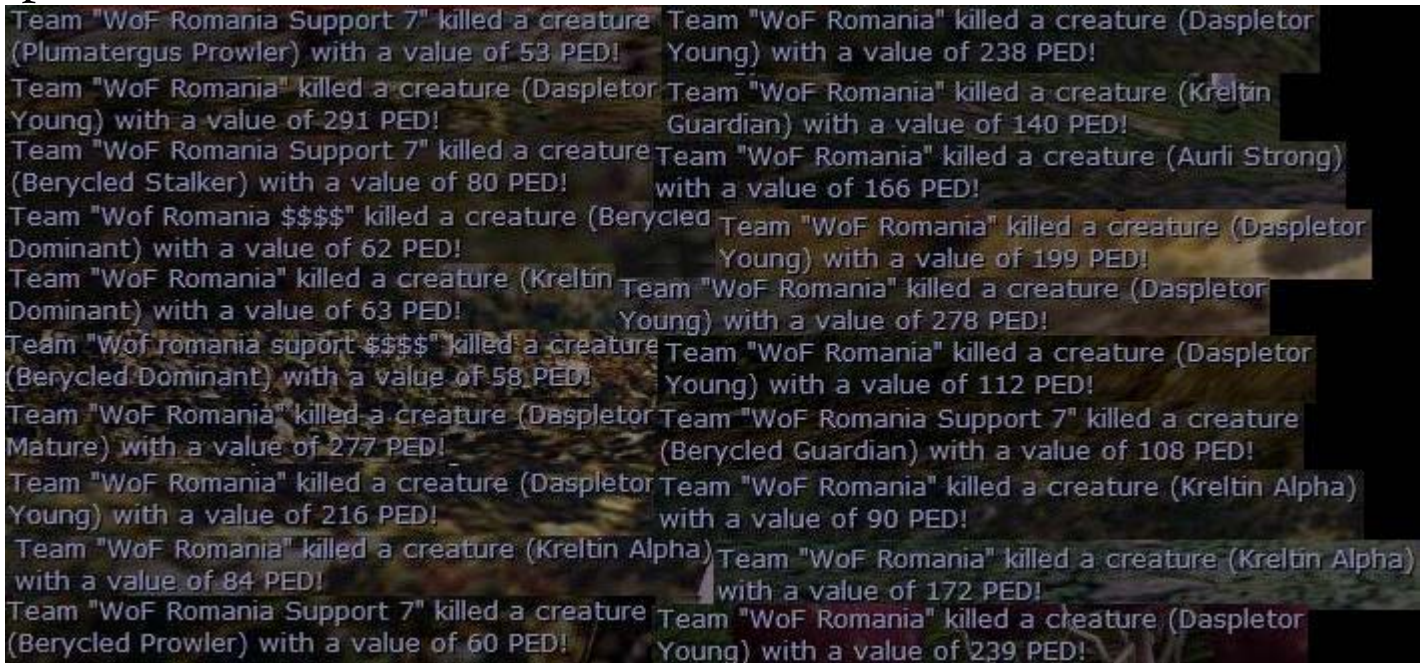 Team "WoF Romania Support 7" killed a creature
(Plumatergus Prowler) with a value of 53 PED!
Team "WoF Romania" killed a creature (Daspletor
Young) with a value of 291 PED!
Team "WoF Romania Support 7" killed a creature
(Berycled Stalker) with a value of 80 PED!
Team "Wof Romania $$$$" killed a creature (Berycled
Dominant) with a value of 62 PED!
Team "WoF Romania" killed a creature (Kreltin
Dominant) with a value of 63 PED!
Team "Wof romania suport $$$$" killed a creature
(Berycled Dominant) with a value of 58 PED!
Team "WoF Romania" killed a creature (Daspletor
Mature) with a value of 277 PED!
Team "WoF Romania" killed a creature (Daspletor
Young) with a value of 216 PED!
Team "WoF Romania" killed a creature (Kreltin Alpha)
with a value of 84 PED!
Team "WoF Romania Support 7" killed a creature
(Berycled Prowler) with a value of 60 PED!
Team "WoF Romania" killed a creature (Daspletor
Young) with a value of 238 PED!
Team "WoF Romania" killed a creature (Kreltin
Guardian) with a value of 140 PED!
Team "WoF Romania" killed a creature (Aurli Strong)
with a value of 166 PED!
Team "WoF Romania" killed a creature (Daspletor
Young) with a value of 199 PED!
Team "WoF Romania" killed a creature (Daspletor
Young) with a value of 278 PED!
Team "WoF Romania" killed a creature (Daspletor
Young) with a value of 112 PED!
Team "WoF Romania Support 7" killed a creature
(Berycled Guardian) with a value of 108 PED!
Team "WoF Romania" killed a creature (Kreltin Alpha)
with a value of 90 PED!
Team "WoF Romania" killed a creature (Kreltin Alpha)
with a value of 172 PED!
Team "WoF Romania" killed a creature (Daspletor
Young) with a value of 239 PED!